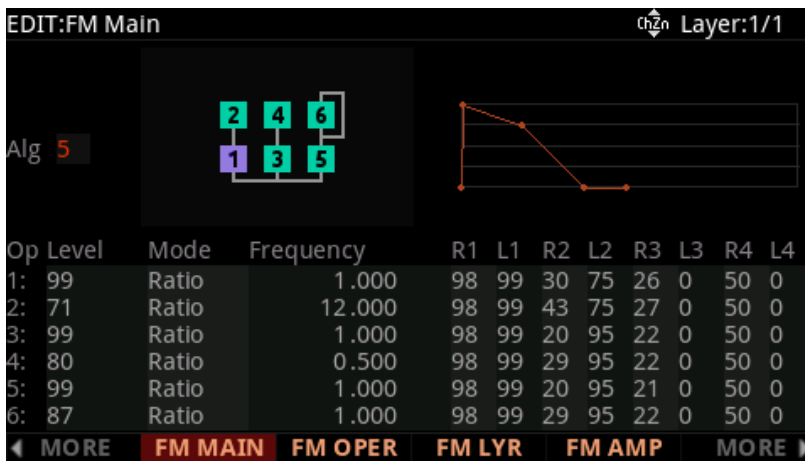 EDIT:FM Main ChZn Layer:1/1
2 4 6
Alg 5
1 3 5
Op Level Mode Frequency R1 L1 R2 L2 R3 L3 R4 L4
1: 99 Ratio 1.000 98 99 30 75 26 0 50 0
2: 71 Ratio 12.000 98 99 43 75 27 0 50 0
3: 99 Ratio 1.000 98 99 20 95 22 0 50 0
4: 80 Ratio 0.500 98 99 29 95 22 0 50 0
5: 99 Ratio 1.000 98 99 20 95 21 0 50 0
6: 87 Ratio 1.000 98 99 29 95 22 0 50 0
MORE FM MAIN FM OPER FM LYR FM AMP MORE